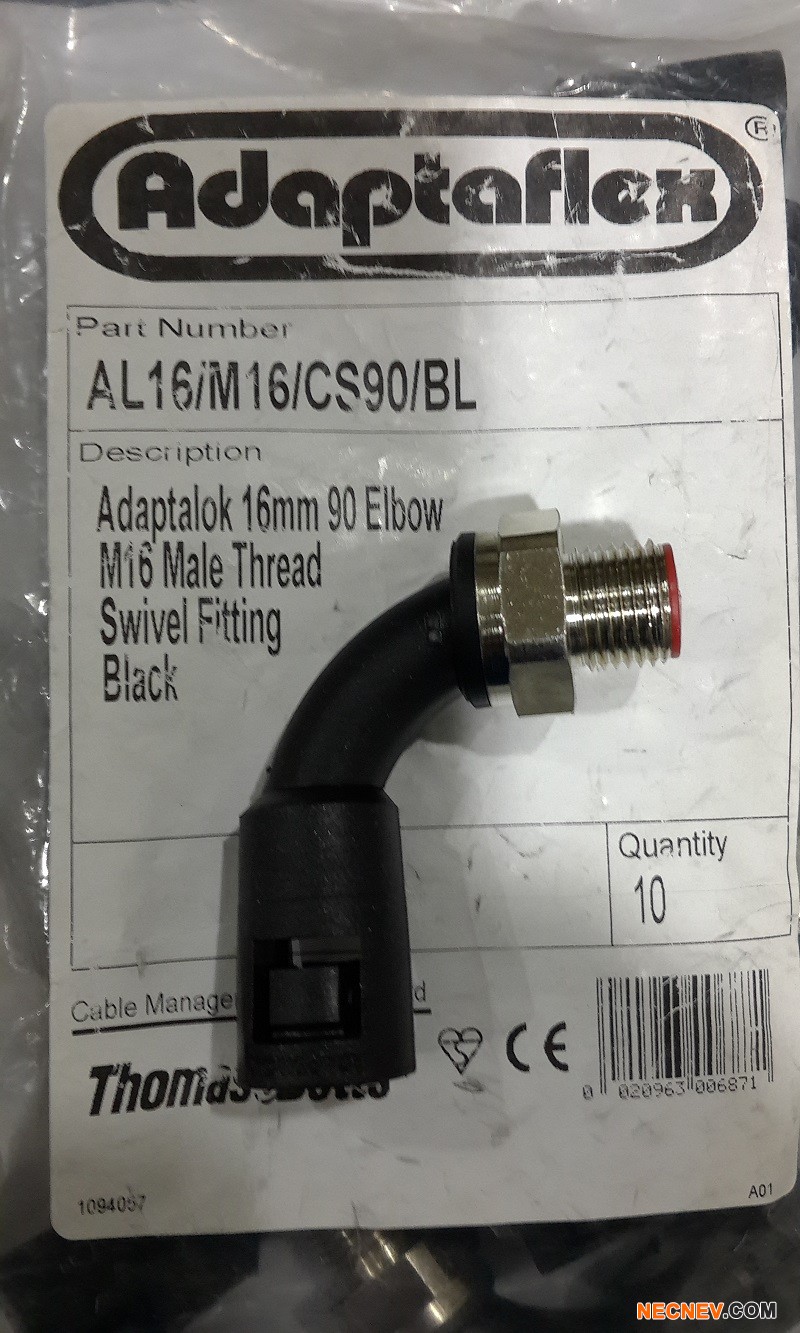 Adaptaflex ®
Part Number
AL16/M16/CS90/BL
Description
Adaptalok 16mm 90 Elbow
M16 Male Thread
Swivel Fitting
Black
Quantity
10
Cable
CE
0 020963 006871
1094057
A01
NECNEV.COM